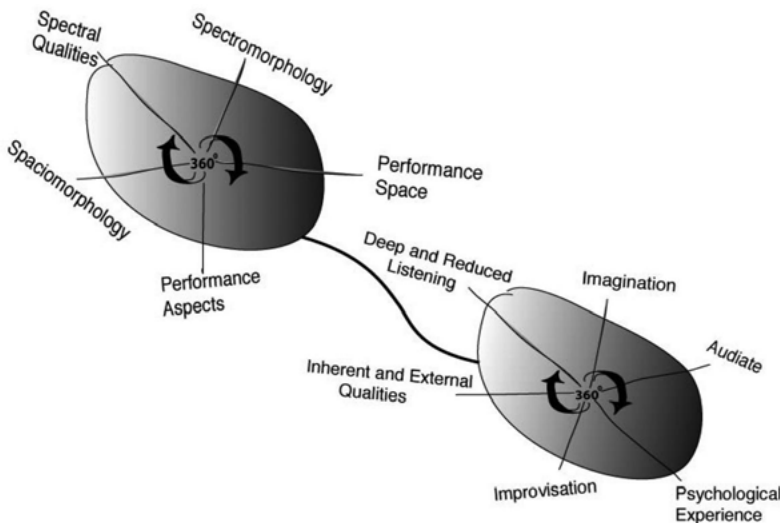 Spectral
Qualities
Spectromorphology
360°
Spaciomorphology
Performance
Space
Performance
Aspects
Deep and Reduced
Listening
Imagination
Audiate
Inherent and External
Qualities
360°
Improvisation
Psychological
Experience